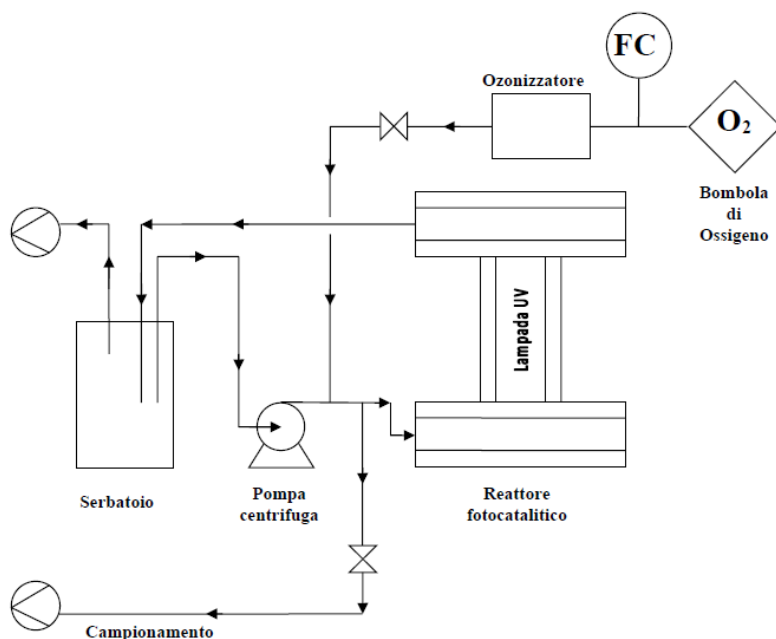 FC
Ozonizzatore
O₂
Bombola
di
Ossigeno
Lampada UV
Serbatoio
Pompa
centrifuga
Reattore
fotocatalitico
Campionamento